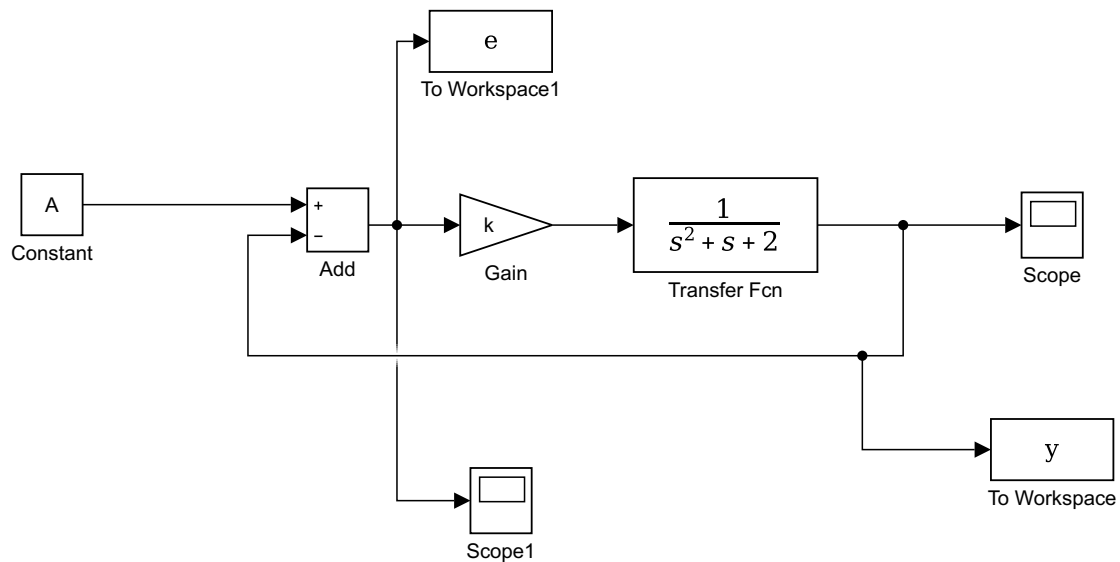 e
To Workspace1
A
Constant
+
−
Add
k
Gain
1
s² + s + 2
Transfer Fcn
Scope
y
To Workspace
Scope1